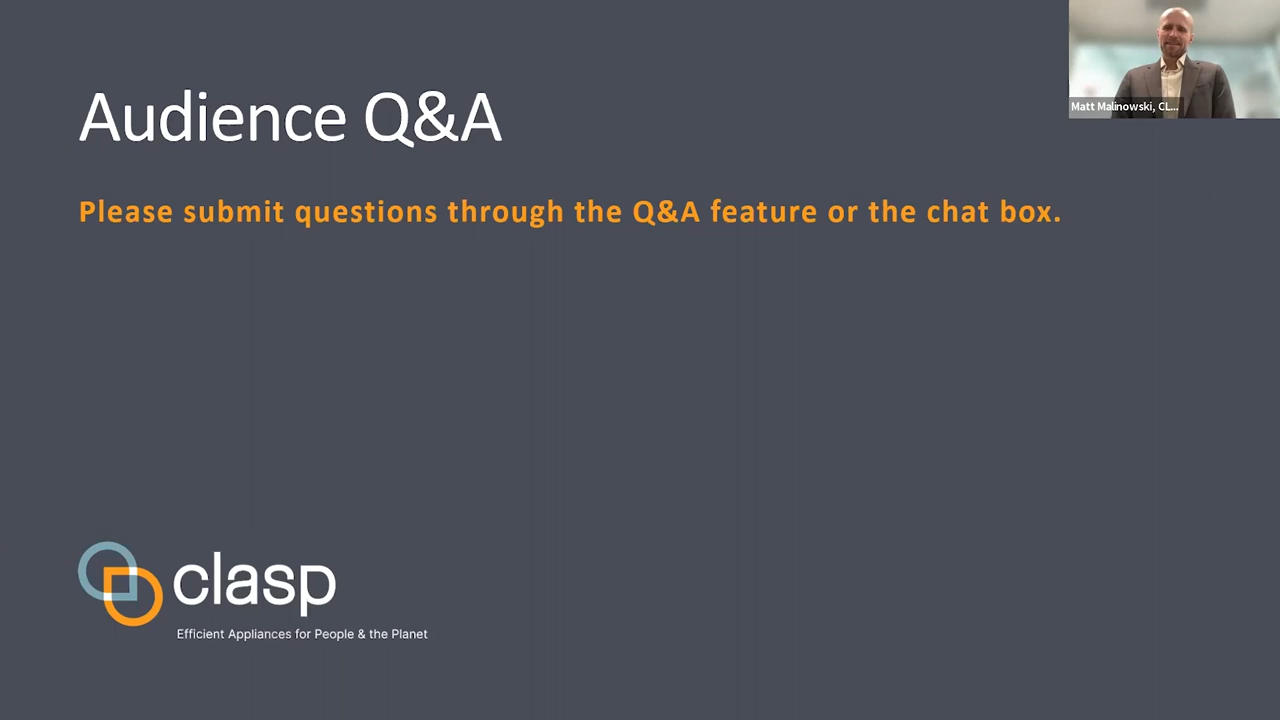 Audience Q&A
Matt Malinowski, CL...
Please submit questions through the Q&A feature or the chat box.
clasp
Efficient Appliances for People & the Planet